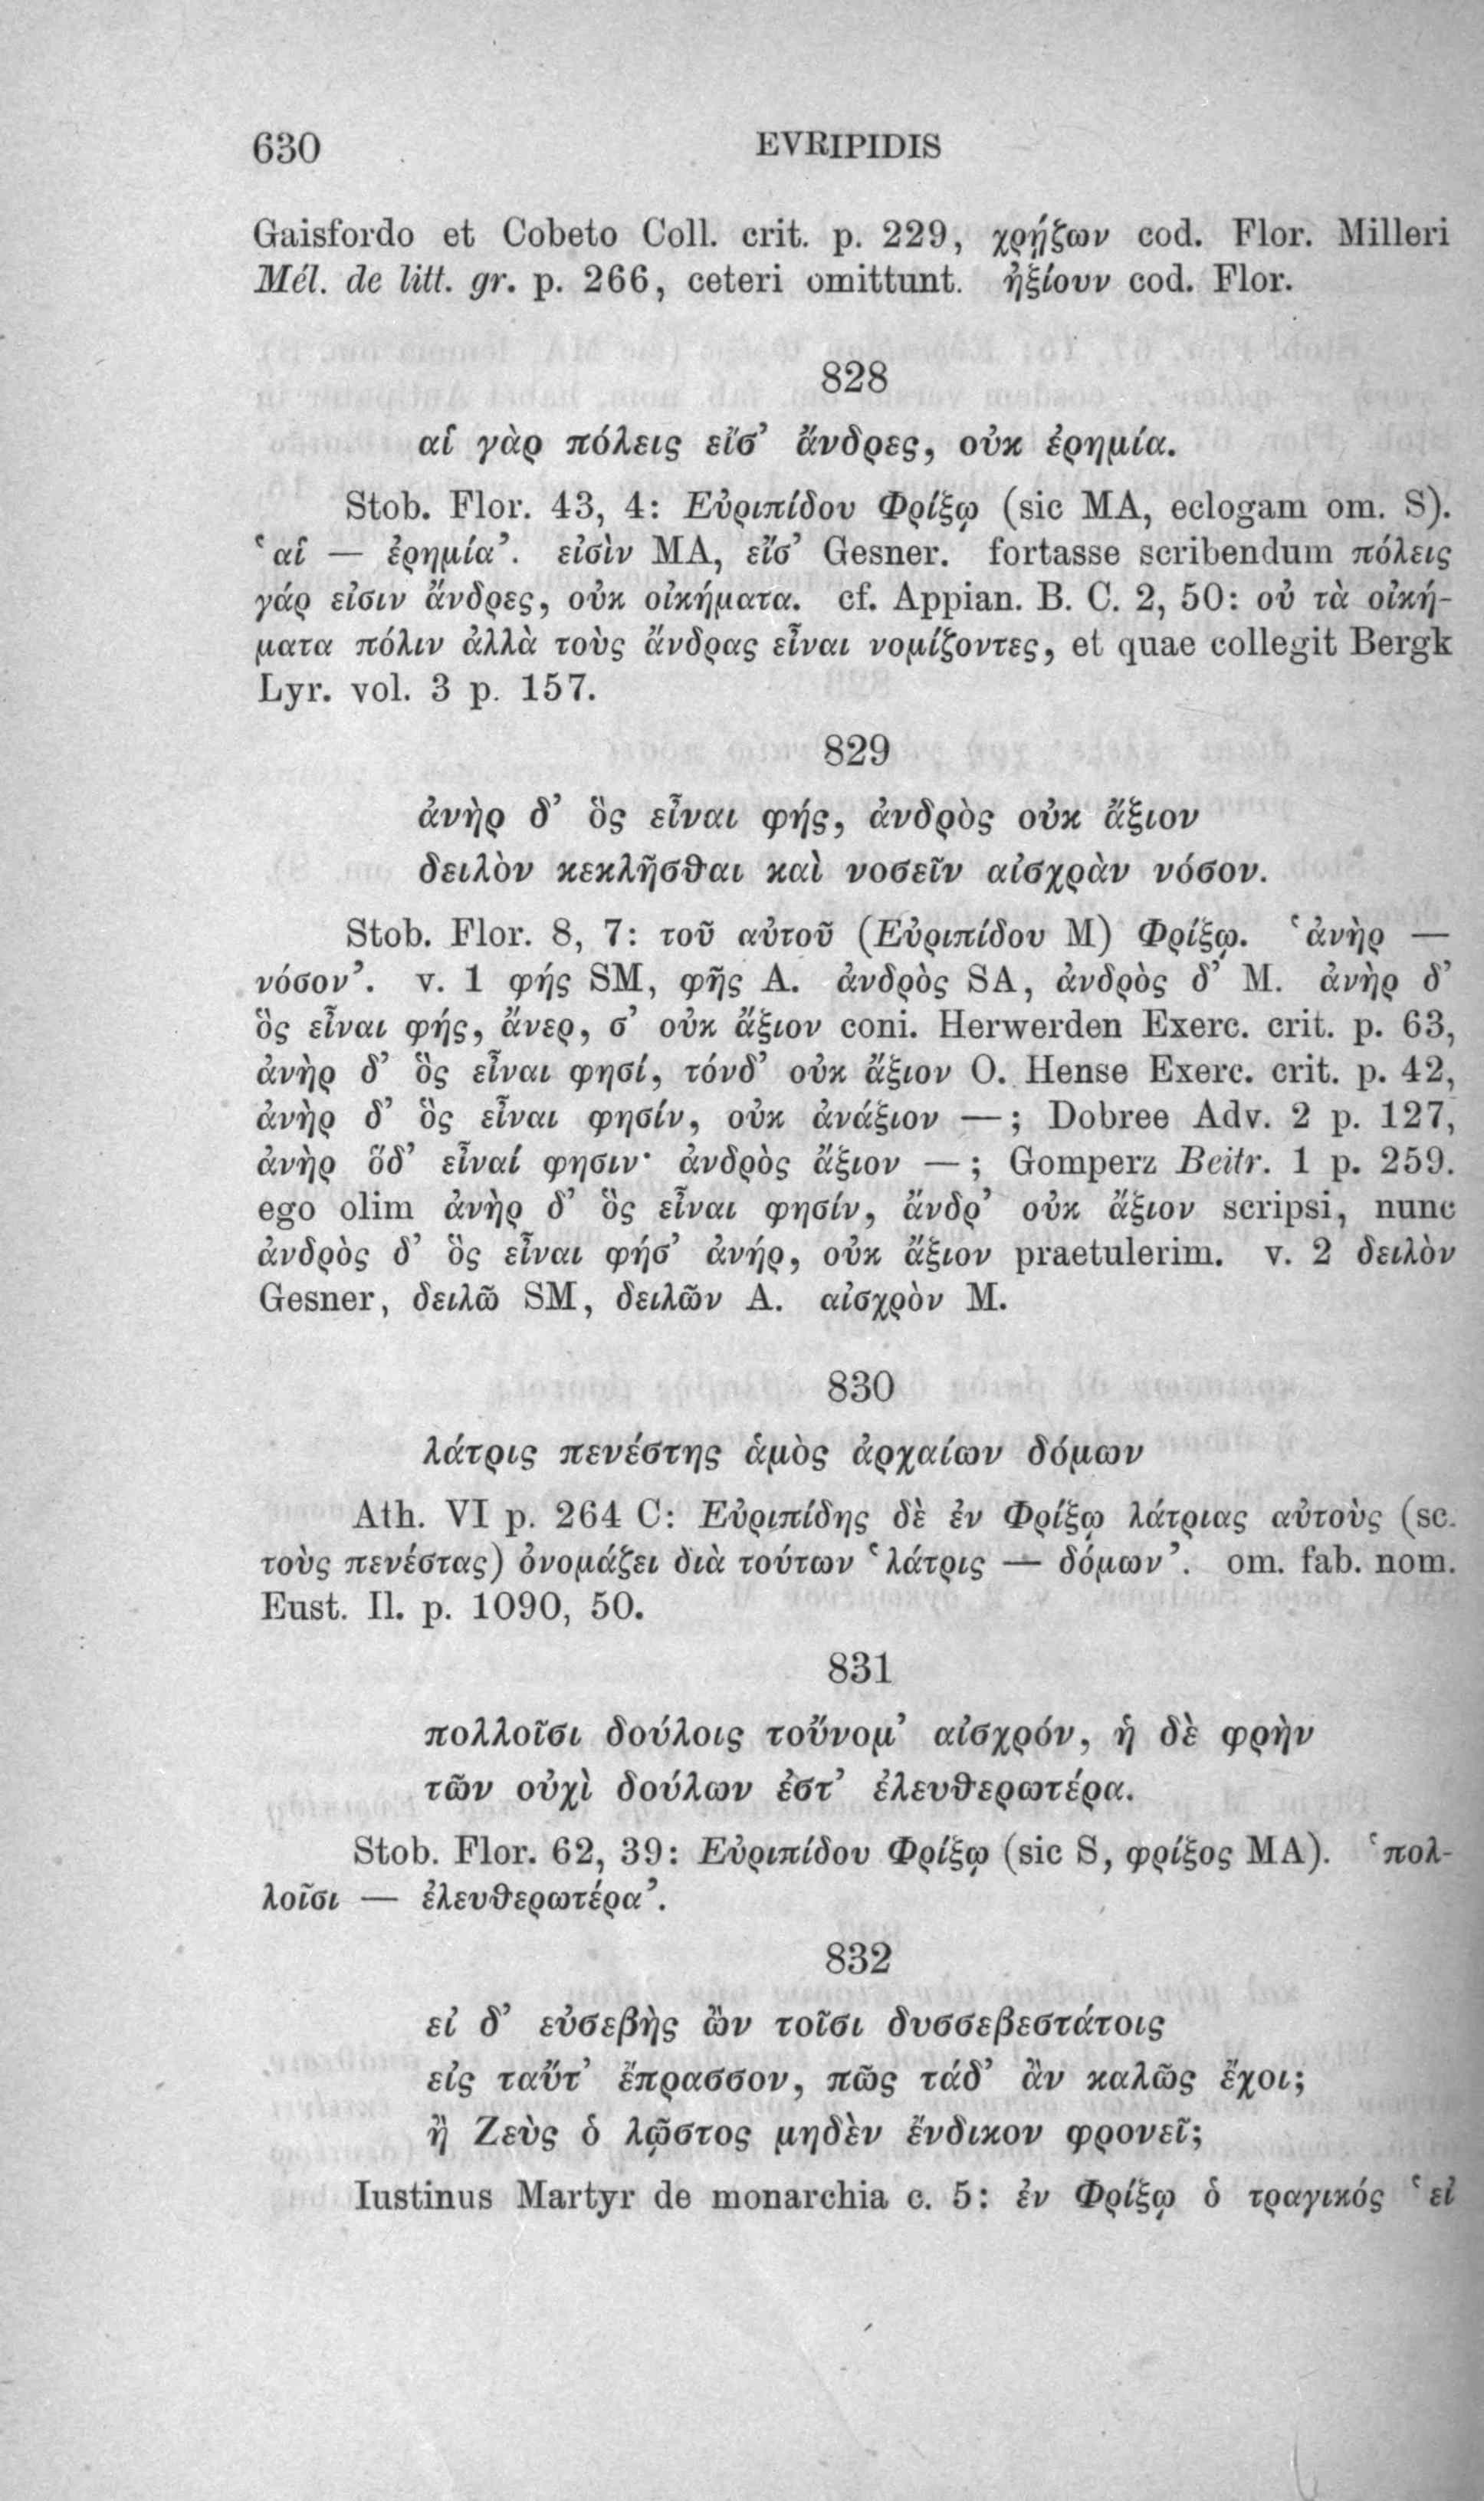 630 EVRIPIDIS
Gaisfordo et Cobeto Coll. crit. p. 229, χρῄζων cod. Flor. Milleri
Mél. de litt. gr. p. 266, ceteri omittunt. ἠξίουν cod. Flor.
828
αἱ γὰρ πόλεις εἴσ’ ἄνδρες, οὐκ ἐρημία.
Stob. Flor. 43, 4: Εὐριπίδου Φρίξῳ (sic MA, eclogam om. S).
‘αἱ — ἐρημία’. εἰσὶν MA, εἴσ’ Gesner. fortasse scribendum πόλεις
γάρ εἰσιν ἄνδρες, οὐκ οἰκήματα. cf. Appian. B. C. 2, 50: οὐ τὰ οἰκή-
ματα πόλιν ἀλλὰ τοὺς ἄνδρας εἶναι νομίζοντες, et quae collegit Bergk
Lyr. vol. 3 p. 157.
829
ἀνὴρ δ’ ὃς εἶναι φής, ἀνδρὸς οὐκ ἄξιον
δειλὸν κεκλῆσθαι καὶ νοσεῖν αἰσχρὰν νόσον.
Stob. Flor. 8, 7: τοῦ αὐτοῦ (Εὐριπίδου M) Φρίξῳ. ‘ἀνὴρ —
νόσον’. v. 1 φής SM, φῆς A. ἀνδρὸς SA, ἀνδρὸς δ’ M. ἀνὴρ δ’
ὃς εἶναι φής, ἄνερ, σ’ οὐκ ἄξιον coni. Herwerden Exerc. crit. p. 63,
ἀνὴρ δ’ ὃς εἶναι φησί, τόνδ’ οὐκ ἄξιον O. Hense Exerc. crit. p. 42,
ἀνὴρ δ’ ὃς εἶναι φησίν, οὐκ ἀνάξιον —; Dobree Adv. 2 p. 127,
ἀνὴρ ὅδ’ εἶναί φησιν· ἀνδρὸς ἄξιον —; Gomperz Beitr. 1 p. 259.
ego olim ἀνὴρ δ’ ὃς εἶναι φησίν, ἄνδρ’ οὐκ ἄξιον scripsi, nunc
ἀνδρὸς δ’ ὃς εἶναι φήσ’ ἀνήρ, οὐκ ἄξιον praetulerim. v. 2 δειλὸν
Gesner, δειλῶ SM, δειλῶν A. αἰσχρὸν M.
830
λάτρις πενέστης ἁμὸς ἀρχαίων δόμων
Ath. VI p. 264 C: Εὐριπίδης δὲ ἐν Φρίξῳ λάτριας αὐτοὺς (sc.
τοὺς πενέστας) ὀνομάζει διὰ τούτων ‘λάτρις — δόμων’. om. fab. nom.
Eust. Il. p. 1090, 50.
831
πολλοῖσι δούλοις τοὔνομ’ αἰσχρόν, ἡ δὲ φρὴν
τῶν οὐχὶ δούλων ἐστ’ ἐλευθερωτέρα.
Stob. Flor. 62, 39: Εὐριπίδου Φρίξῳ (sic S, φρίξος MA). ‘πολ-
λοῖσι — ἐλευθερωτέρα’.
832
εἰ δ’ εὐσεβὴς ὢν τοῖσι δυσσεβεστάτοις
εἰς ταὔτ’ ἔπρασσον, πῶς τάδ’ ἂν καλῶς ἔχοι;
ἢ Ζεὺς ὁ λῷστος μηδὲν ἔνδικον φρονεῖ;
Iustinus Martyr de monarchia c. 5: ἐν Φρίξῳ ὁ τραγικός ‘εἰ